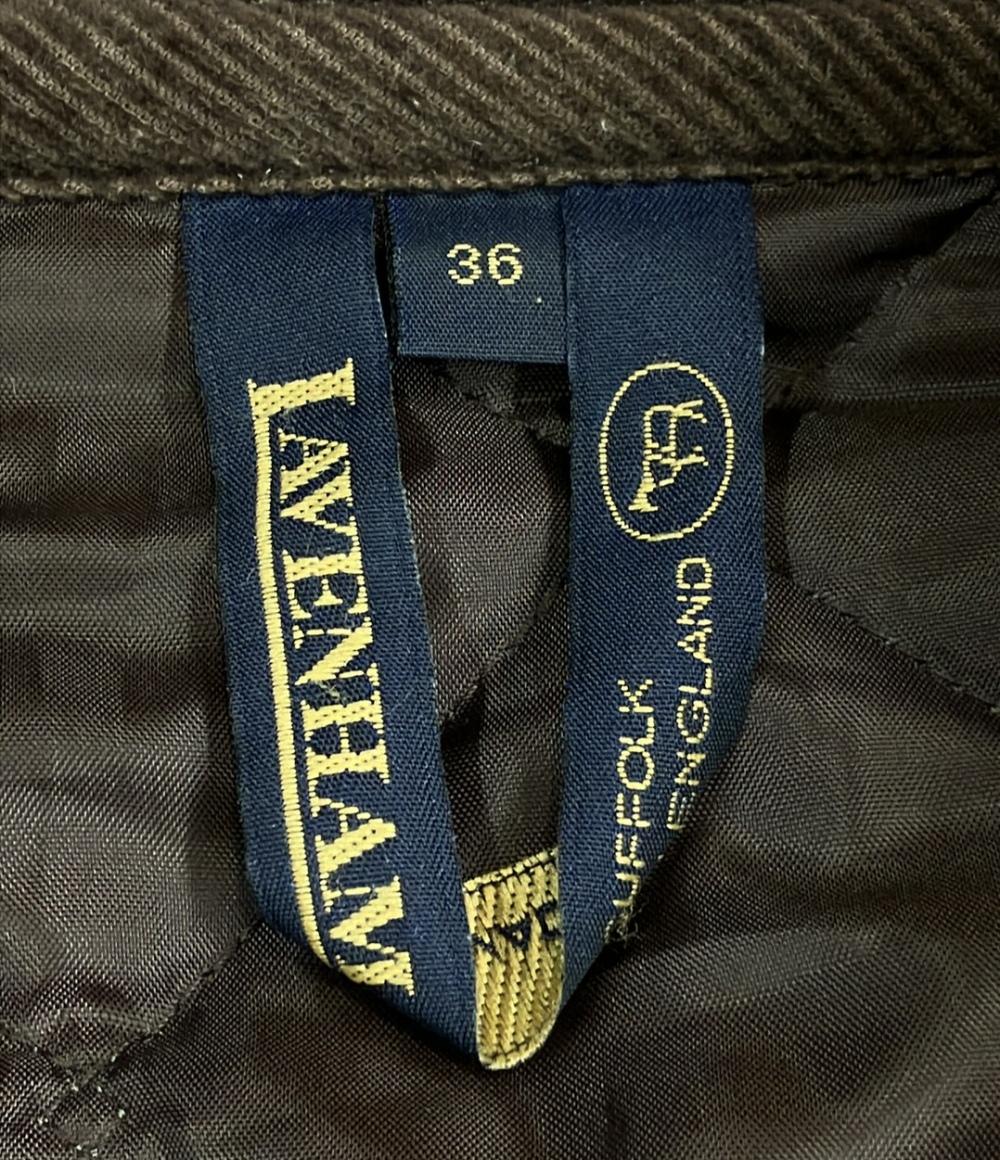 36
LAVENHAM
SUFFOLK
ENGLAND